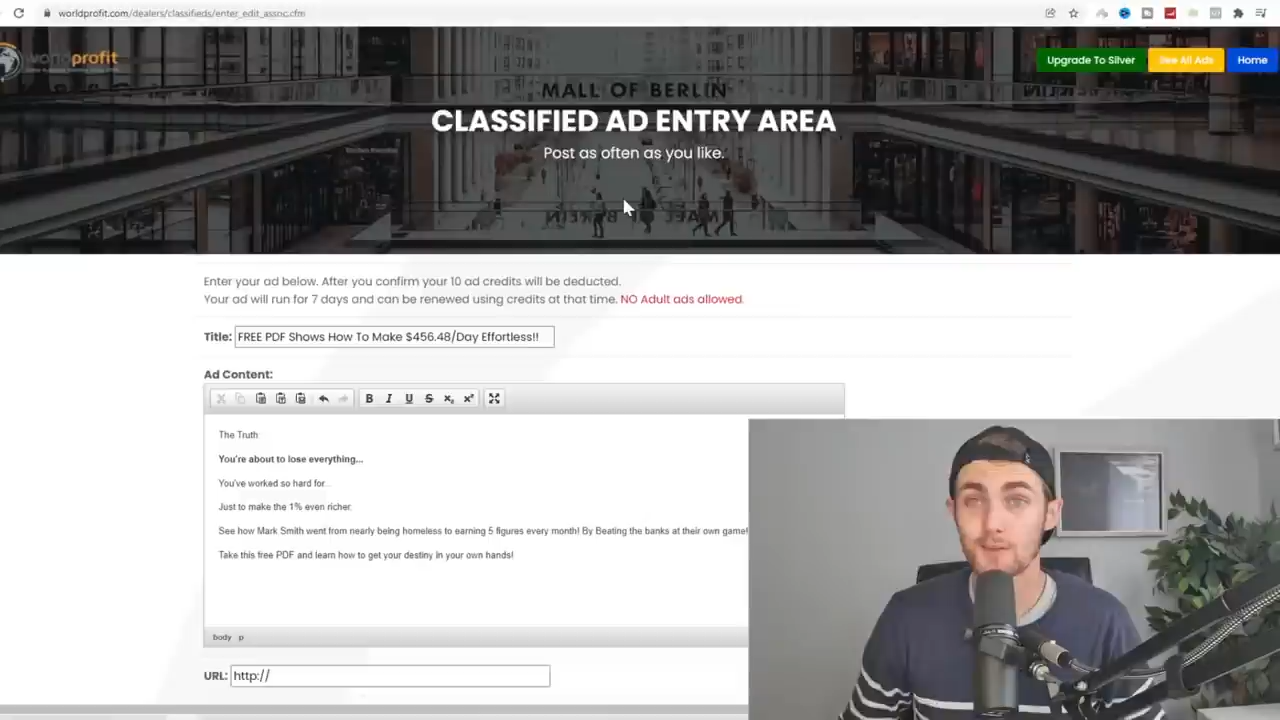 worldprofit.com/dealers/classifieds/enter_edit_assoc.cfm
worldprofit
Upgrade To Silver
See All Ads
Home
MALL OF BERLIN
CLASSIFIED AD ENTRY AREA
Post as often as you like.
Enter your ad below. After you confirm your 10 ad credits will be deducted.
Your ad will run for 7 days and can be renewed using credits at that time. NO Adult ads allowed.
Title: FREE PDF Shows How To Make $456.48/Day Effortless!!
Ad Content:
B I U S x₂ x²
The Truth
You're about to lose everything...
You've worked so hard for...
Just to make the 1% even richer
See how Mark Smith went from nearly being homeless to earning 5 figures every month! By Beating the banks at their own game!
Take this free PDF and learn how to get your destiny in your own hands!
body p
URL: http://